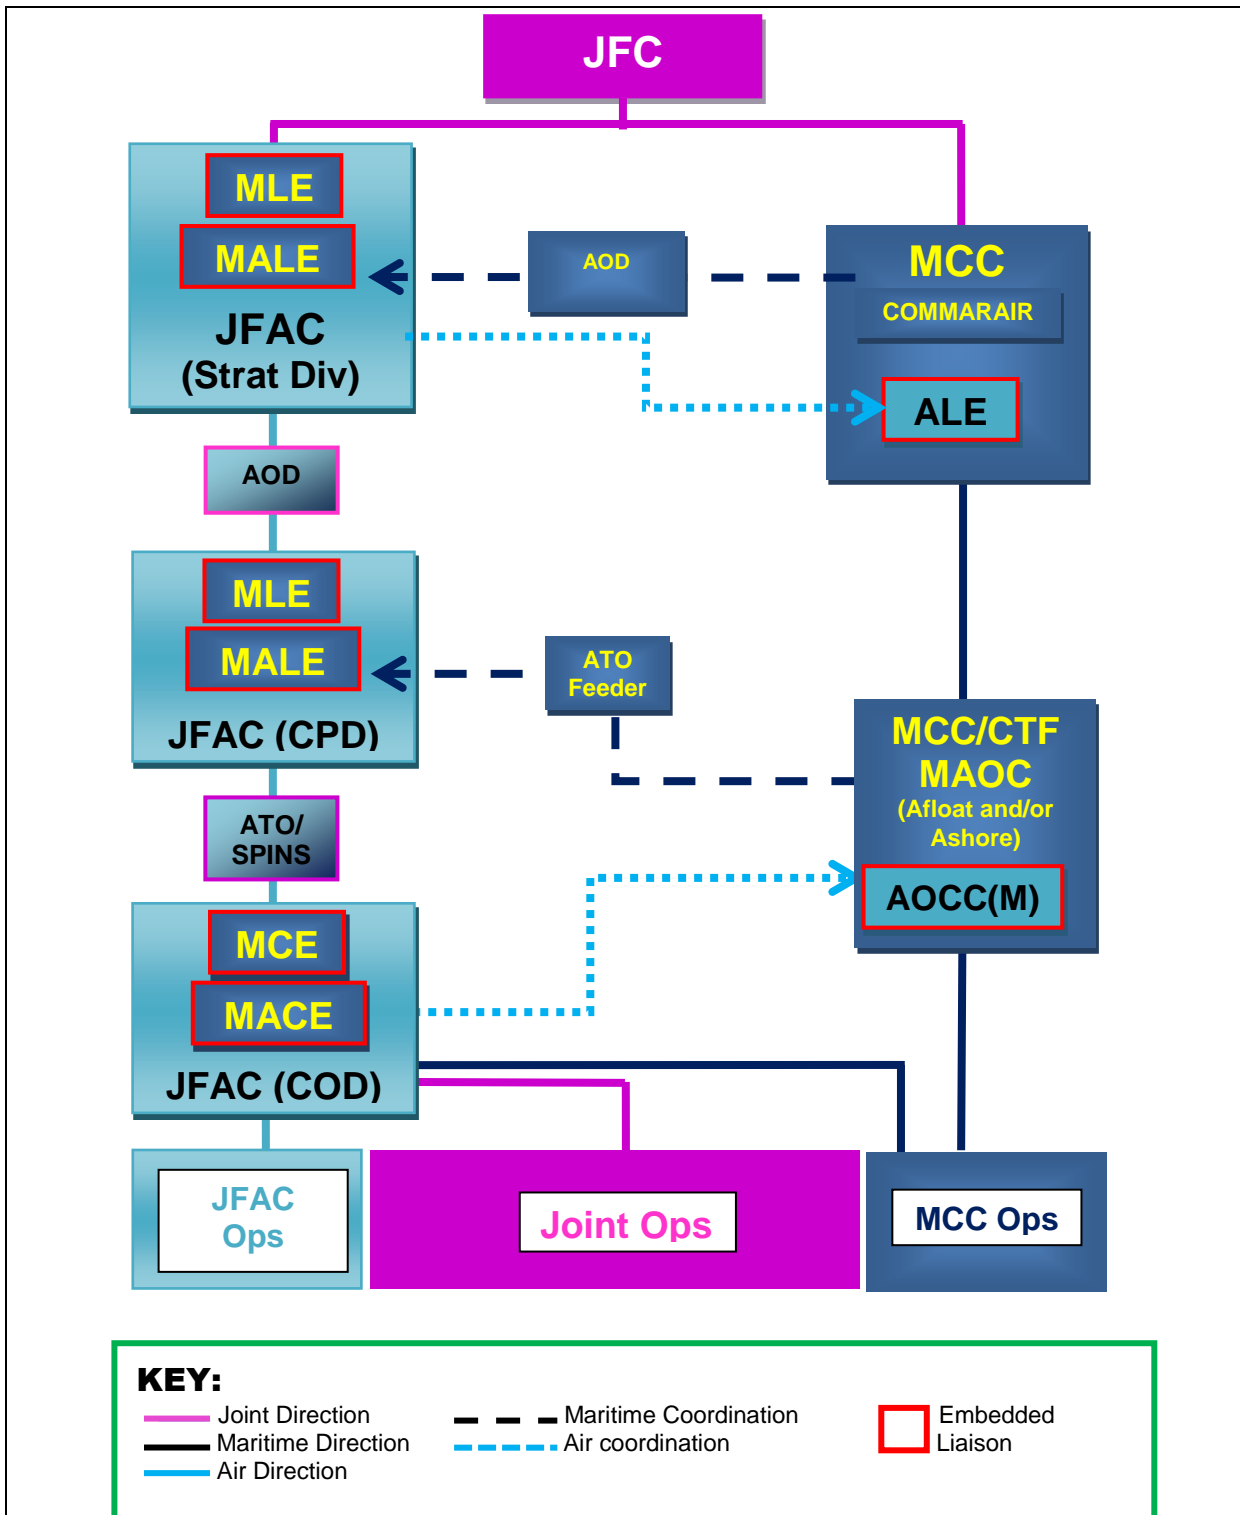 JFC
MLE
MALE
JFAC
(Strat Div)
AOD
MCC
COMMARAIR
ALE
AOD
MLE
MALE
JFAC (CPD)
ATO
Feeder
MCC/CTF
MAOC
(Afloat and/or
Ashore)
AOCC(M)
ATO/
SPINS
MCE
MACE
JFAC (COD)
JFAC
Ops
Joint Ops
MCC Ops
KEY:
Joint Direction
Maritime Direction
Air Direction
Maritime Coordination
Air coordination
Embedded
Liaison